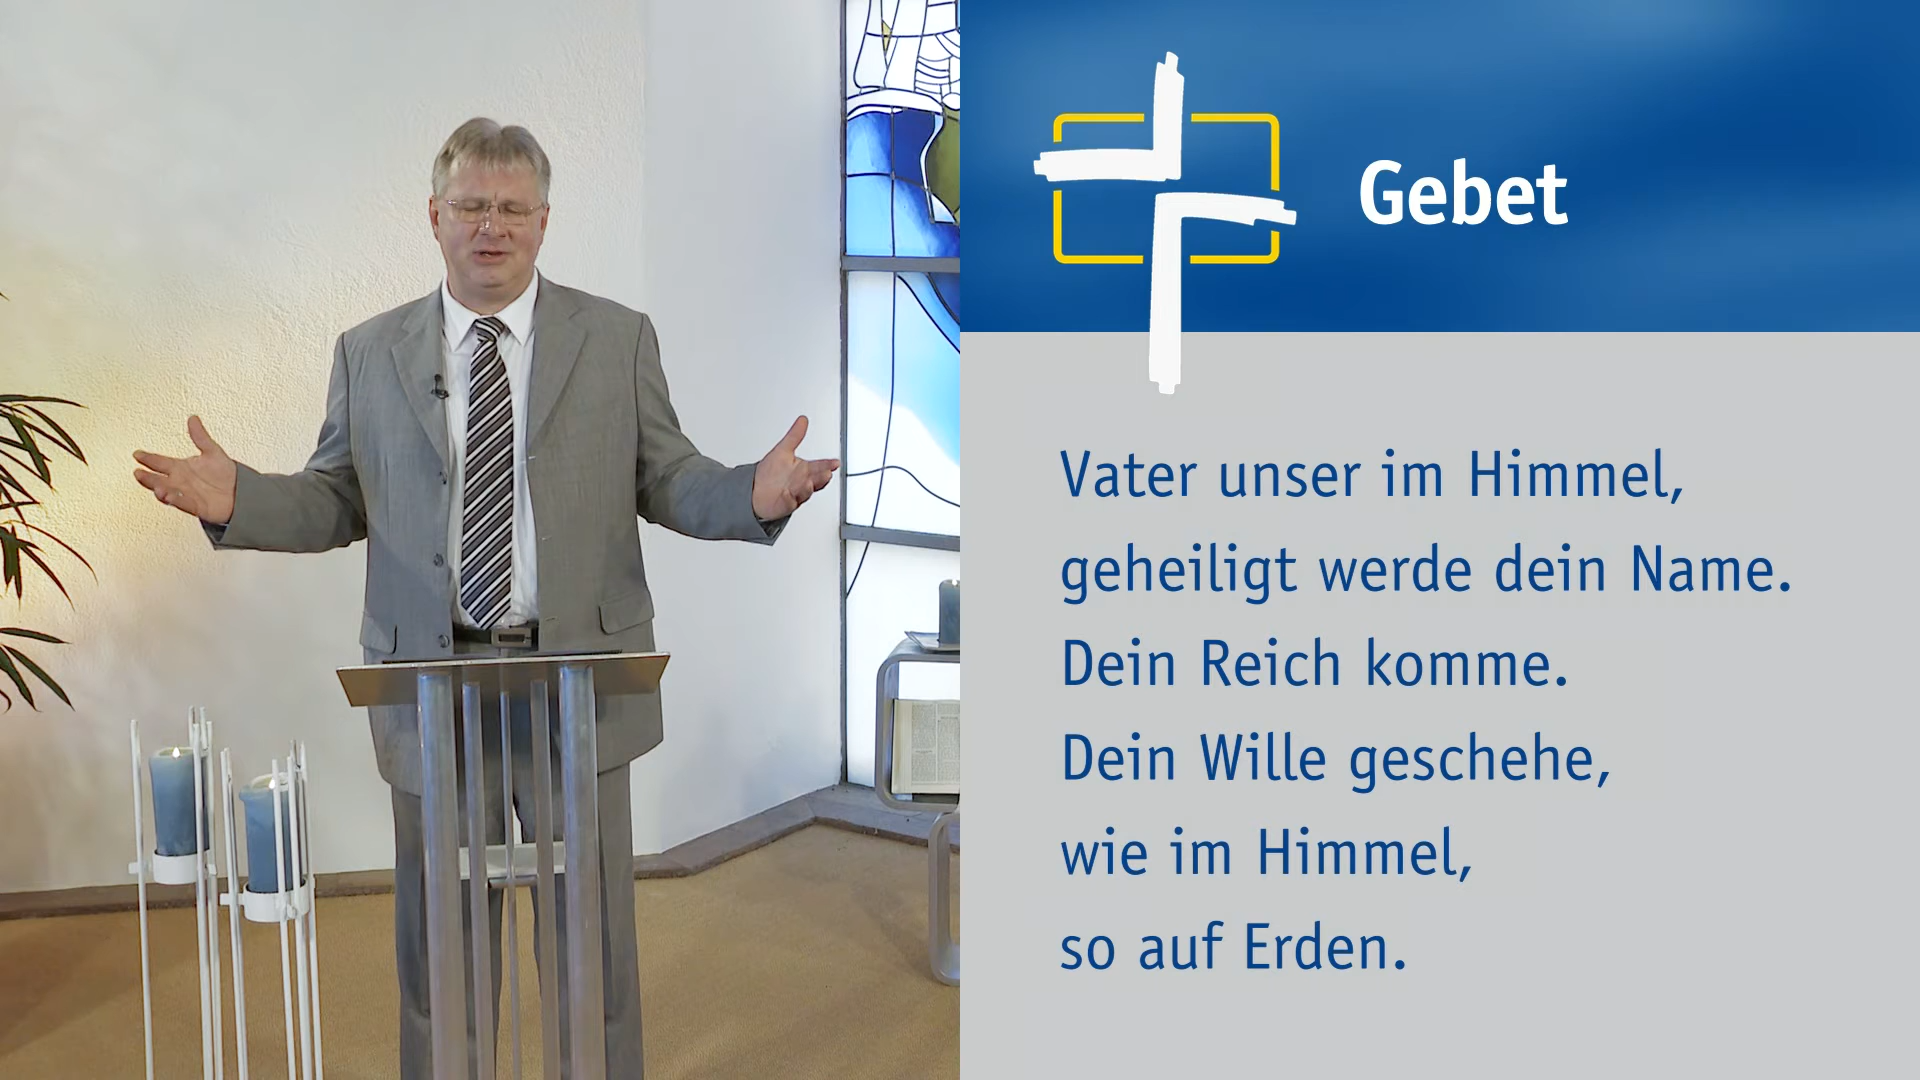 Gebet
Vater unser im Himmel,
geheiligt werde dein Name.
Dein Reich komme.
Dein Wille geschehe,
wie im Himmel,
so auf Erden.